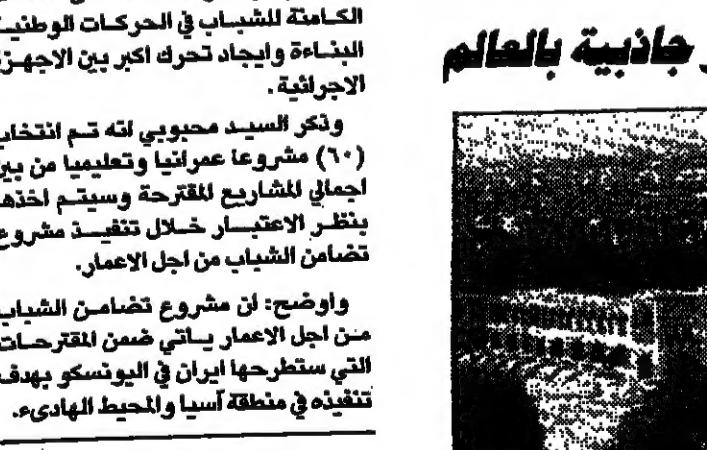 الكامنة للشباب في الحركات الوطنية
البناءة وايجاد تحرك اكبر بين الاجهزة
الاجرائية .
وذكر السيد محبوبي انه تم انتخاب
(٦٠) مشروعا عمرانيا وتعليميا من بين
اجمالي المشاريع المقترحة وسيتم اخذها
بنظر الاعتبار خلال تنفيذ مشروع
تضامن الشباب من اجل الاعمار.
واوضح: ان مشروع تضامن الشباب
من اجل الاعمار ياتي ضمن المقترحات
التي ستطرحها ايران في اليونسكو بهدف
تنفيذه في منطقة آسيا والمحيط الهادىء.
جاذبية بالعالم